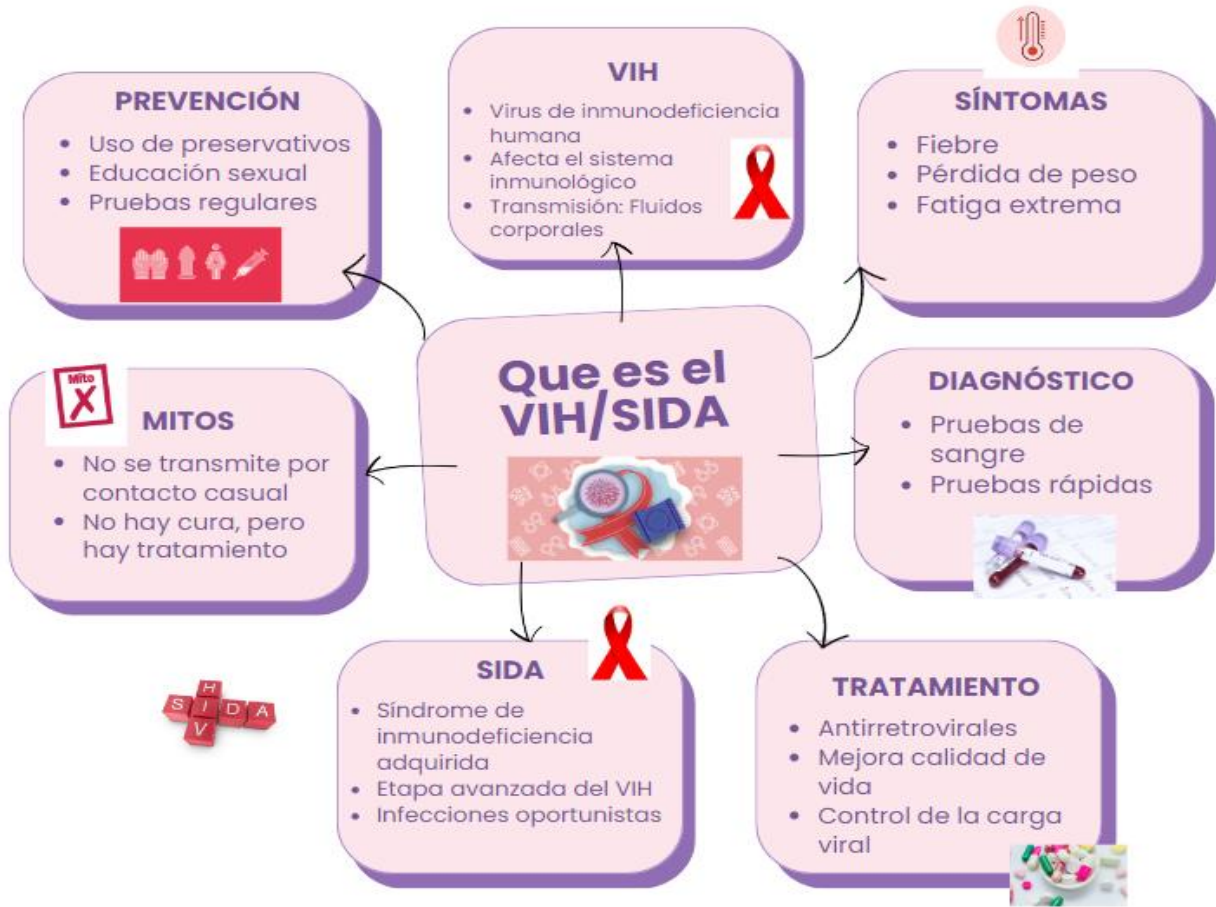 VIH
• Virus de inmunodeficiencia
humana
• Afecta el sistema
inmunológico
• Transmisión: Fluidos
corporales
PREVENCIÓN
• Uso de preservativos
• Educación sexual
• Pruebas regulares
SÍNTOMAS
• Fiebre
• Pérdida de peso
• Fatiga extrema
Que es el
VIH/SIDA
Mito
X
MITOS
• No se transmite por
contacto casual
• No hay cura, pero
hay tratamiento
DIAGNÓSTICO
• Pruebas de
sangre
• Pruebas rápidas
SIDA
• Síndrome de
inmunodeficiencia
adquirida
• Etapa avanzada del VIH
• Infecciones oportunistas
TRATAMIENTO
• Antirretrovirales
• Mejora calidad de
vida
• Control de la carga
viral
SIDA
HIV